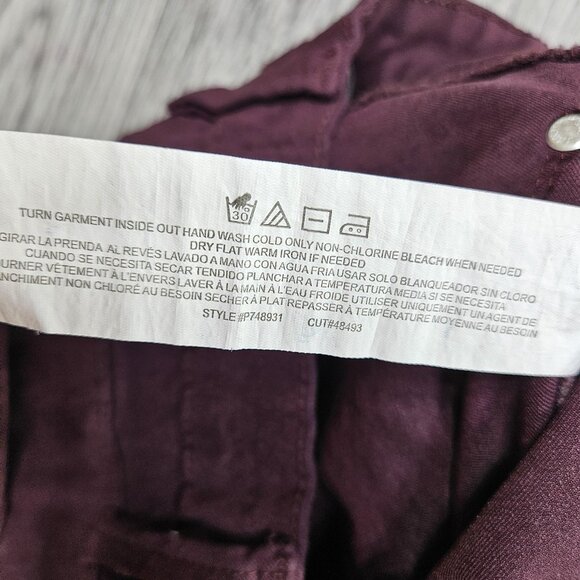 30
TURN GARMENT INSIDE OUT HAND WASH COLD ONLY NON-CHLORINE BLEACH WHEN NEEDED
DRY FLAT WARM IRON IF NEEDED
GIRAR LA PRENDA AL REVÉS LAVADO A MANO CON AGUA FRIA USAR SOLO BLANQUEADOR SIN CLORO
CUANDO SE NECESITA SECAR TENDIDO PLANCHAR A TEMPERATURA MEDIA SI SE NECESITA
VÊTEMENT À L'ENVERS LAVER À LA MAIN À L'EAU FROIDE UTILISER UNIQUEMENT UN AGENT DE
NON CHLORÉ AU BESOIN SECHER À PLAT REPASSER À TEMPÉRATURE MOYENNE AU BESOIN
STYLE #P748931 CUT#48493